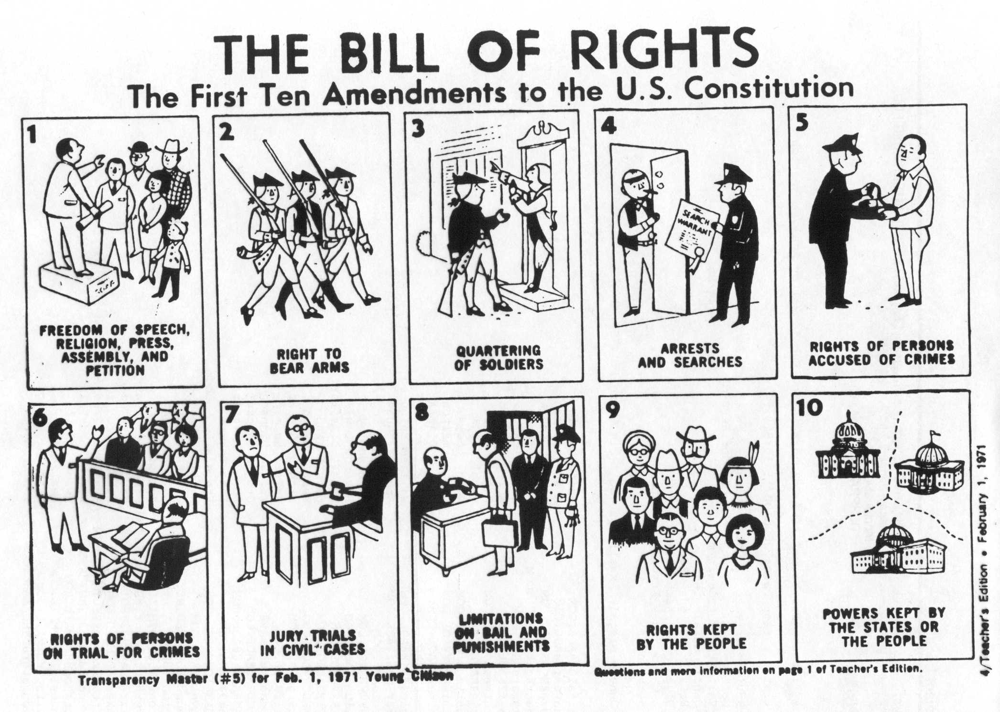 THE BILL OF RIGHTS
The First Ten Amendments to the U.S. Constitution
1
FREEDOM OF SPEECH,
RELIGION, PRESS,
ASSEMBLY, AND
PETITION
2
RIGHT TO
BEAR ARMS
3
QUARTERING
OF SOLDIERS
4
SEARCH
WARRANT
ARRESTS
AND SEARCHES
5
RIGHTS OF PERSONS
ACCUSED OF CRIMES
6
RIGHTS OF PERSONS
ON TRIAL FOR CRIMES
7
JURY TRIALS
IN CIVIL CASES
8
LIMITATIONS
ON BAIL AND
PUNISHMENTS
9
RIGHTS KEPT
BY THE PEOPLE
10
POWERS KEPT BY
THE STATES OR
THE PEOPLE
Transparency Master (#5) for Feb. 1, 1971 Young Citizen
Questions and more information on page 1 of Teacher's Edition.
4/Teacher's Edition • February 1, 1971